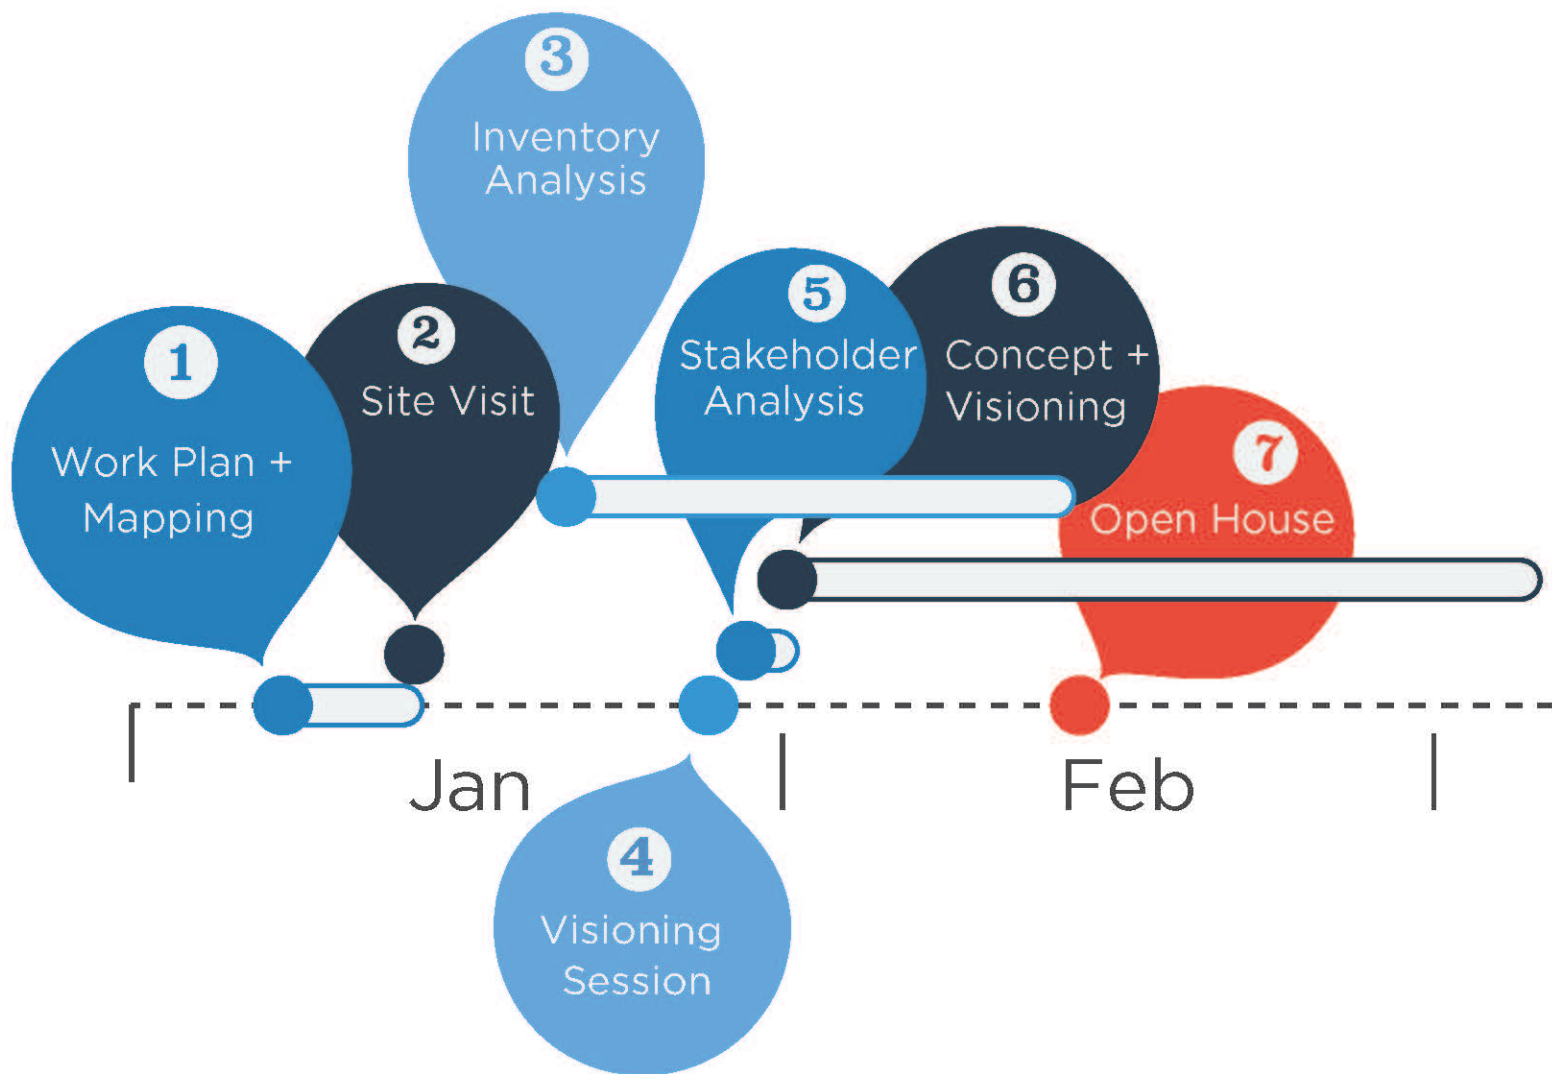 1
Work Plan +
Mapping
2
Site Visit
3
Inventory
Analysis
4
Visioning
Session
5
Stakeholder
Analysis
6
Concept +
Visioning
7
Open House
Jan
Feb